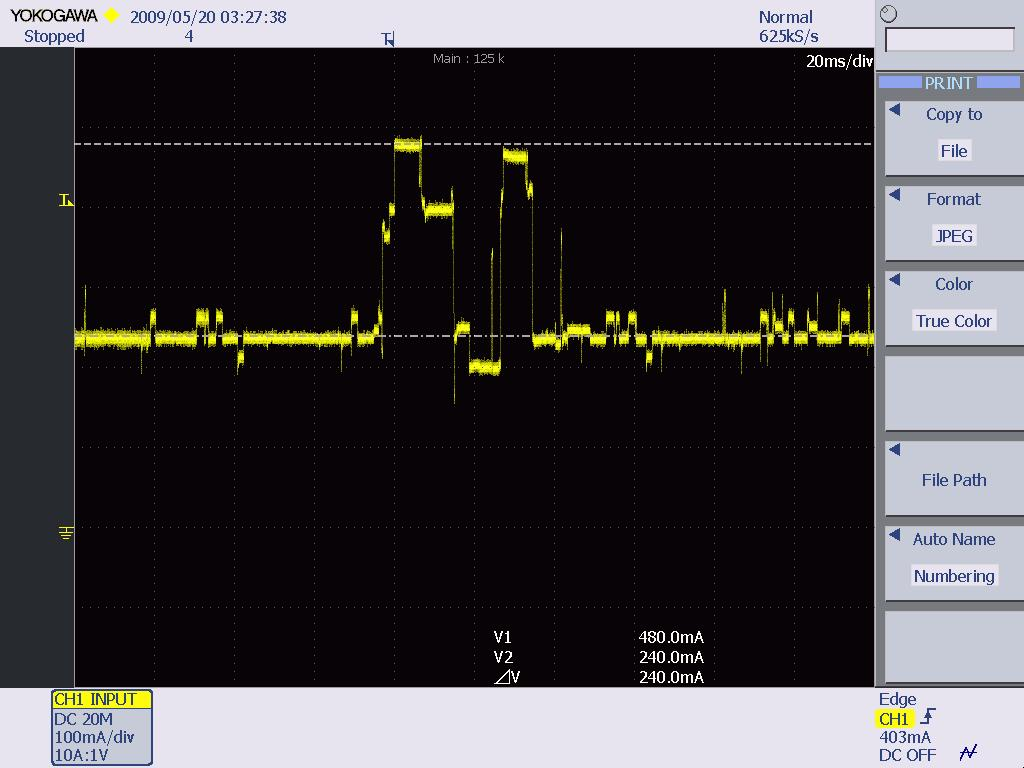 YOKOGAWA 2009/05/20 03:27:38
Stopped 4
Normal
625kS/s
Main : 125 k
20ms/div
PRINT
Copy to
File
Format
JPEG
Color
True Color
File Path
Auto Name
Numbering
V1 480.0mA
V2 240.0mA
⊿V 240.0mA
CH1 INPUT
DC 20M
100mA/div
10A:1V
Edge
CH1
403mA
DC OFF